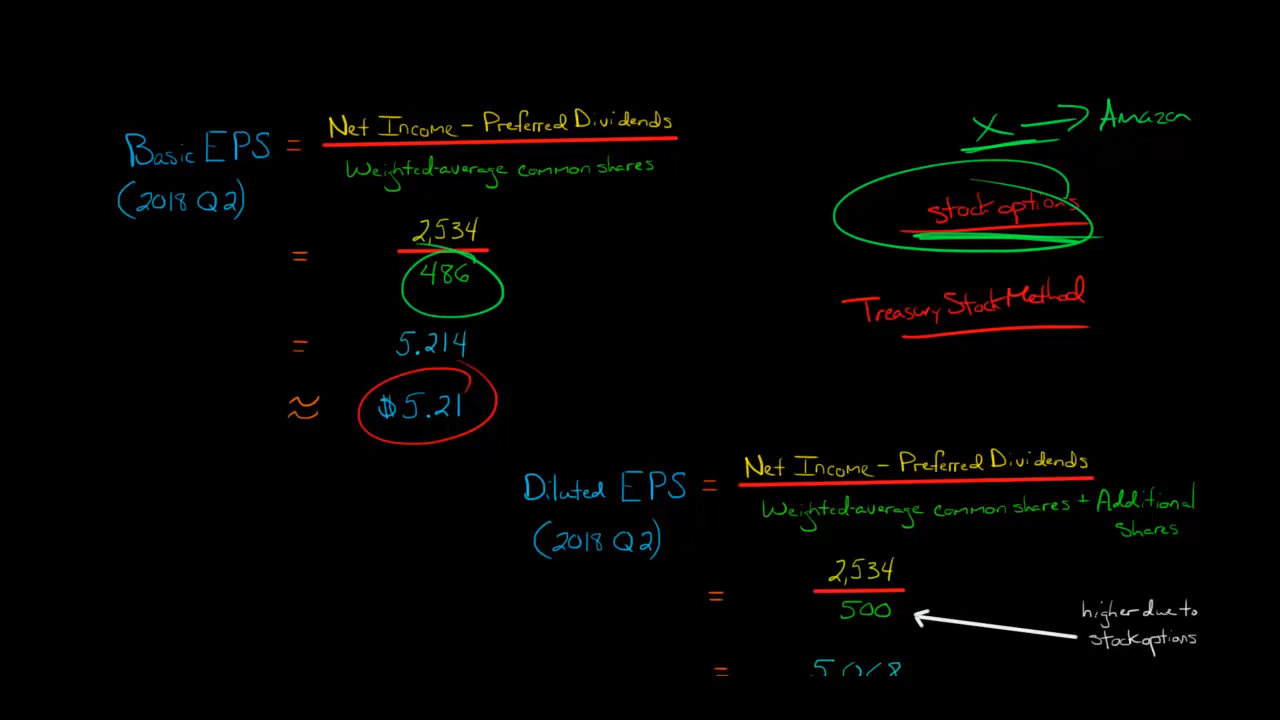 Basic EPS = Net Income - Preferred Dividends
Weighted-average common shares
(2018 Q2)
= 2,534
486
= 5.214
≈ $5.21
X → Amazon
stock options
Treasury Stock Method
Diluted EPS = Net Income - Preferred Dividends
Weighted-average common shares + Additional
Shares
(2018 Q2)
= 2,534
500
higher due to
stock options
= 5.068